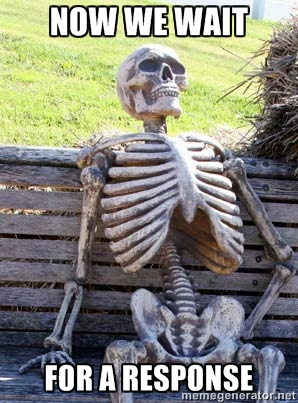 NOW WE WAIT
FOR A RESPONSE
memegenerator.net